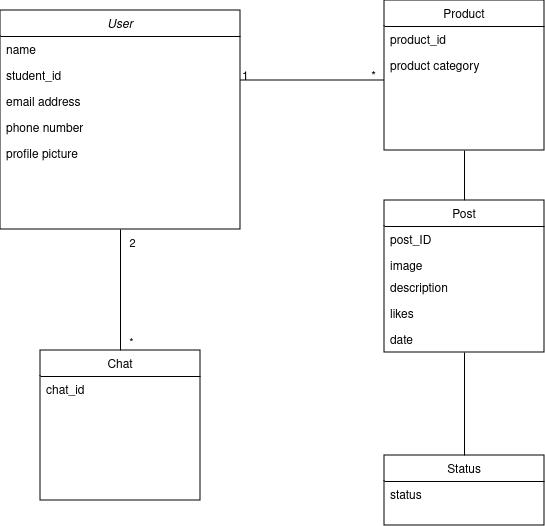 User
name
student_id
email address
phone number
profile picture
1
*
Product
product_id
product category
Post
post_ID
image
description
likes
date
2
*
Chat
chat_id
Status
status